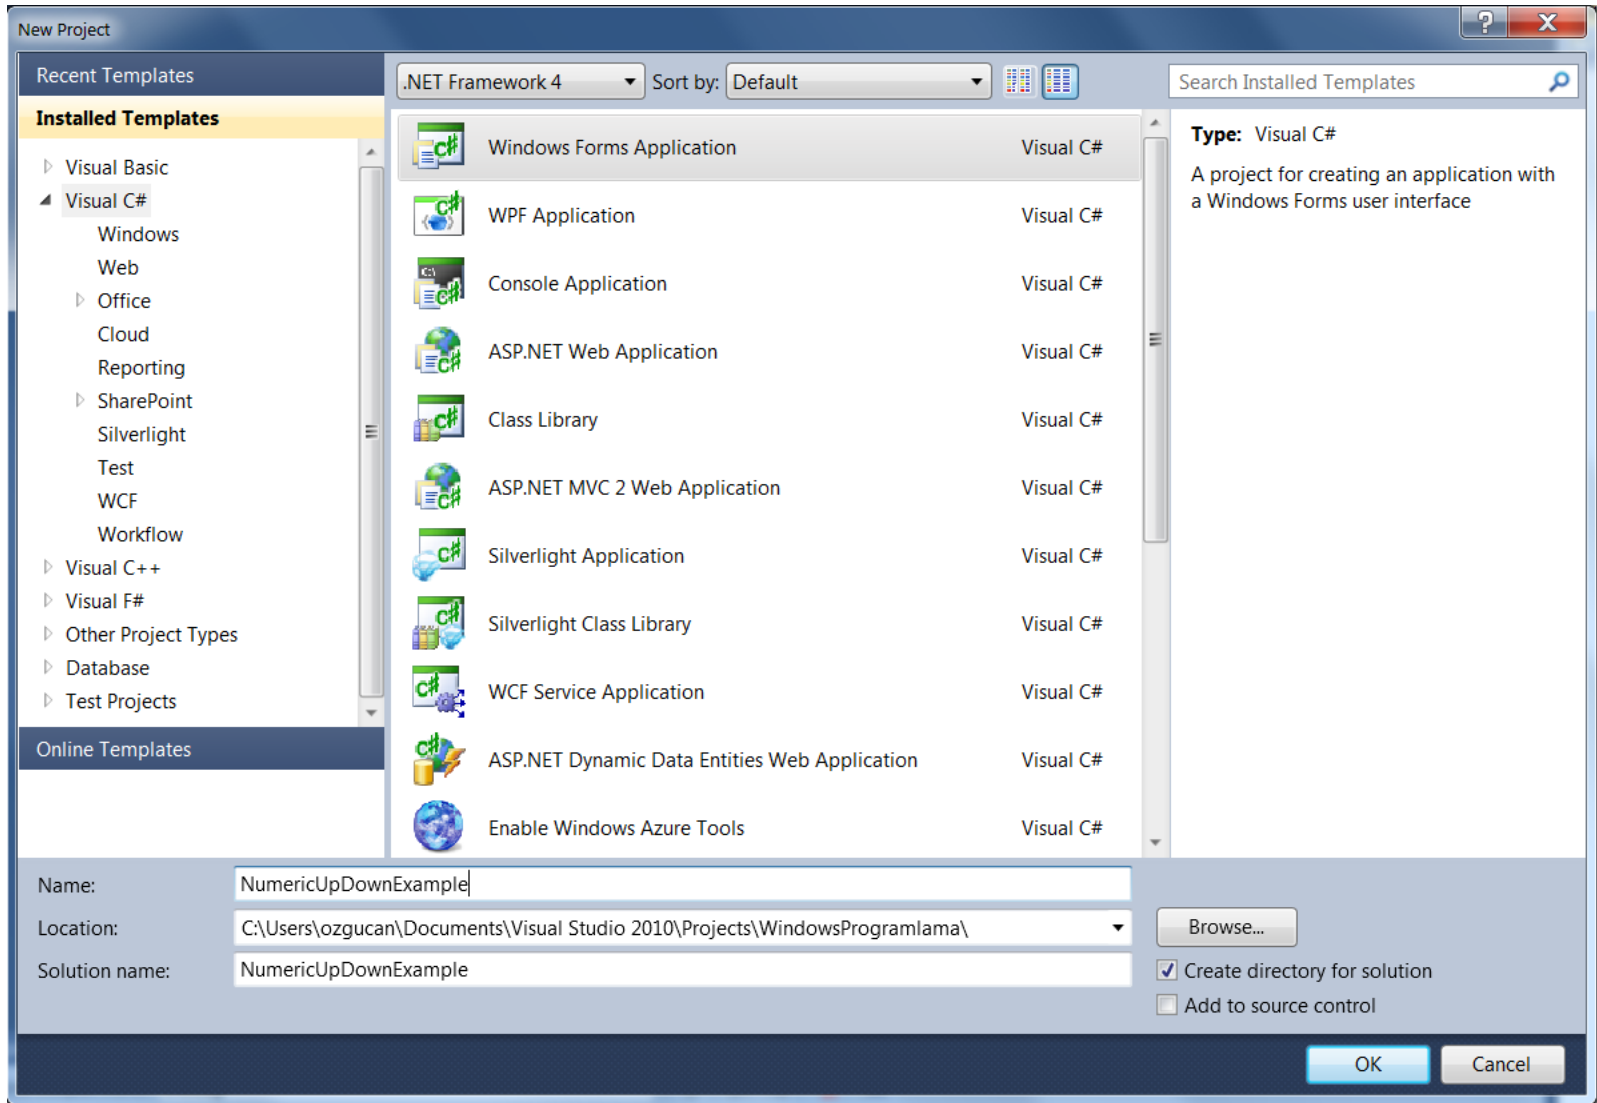 New Project
Recent Templates
Installed Templates
Visual Basic
Visual C#
Windows
Web
Office
Cloud
Reporting
SharePoint
Silverlight
Test
WCF
Workflow
Visual C++
Visual F#
Other Project Types
Database
Test Projects
Online Templates
.NET Framework 4 Sort by: Default
Search Installed Templates
Windows Forms Application Visual C#
WPF Application Visual C#
Console Application Visual C#
ASP.NET Web Application Visual C#
Class Library Visual C#
ASP.NET MVC 2 Web Application Visual C#
Silverlight Application Visual C#
Silverlight Class Library Visual C#
WCF Service Application Visual C#
ASP.NET Dynamic Data Entities Web Application Visual C#
Enable Windows Azure Tools Visual C#
Type: Visual C#
A project for creating an application with
a Windows Forms user interface
Name: NumericUpDownExample
Location: C:\Users\ozgucan\Documents\Visual Studio 2010\Projects\WindowsProgramlama\
Browse...
Solution name: NumericUpDownExample
Create directory for solution
Add to source control
OK Cancel